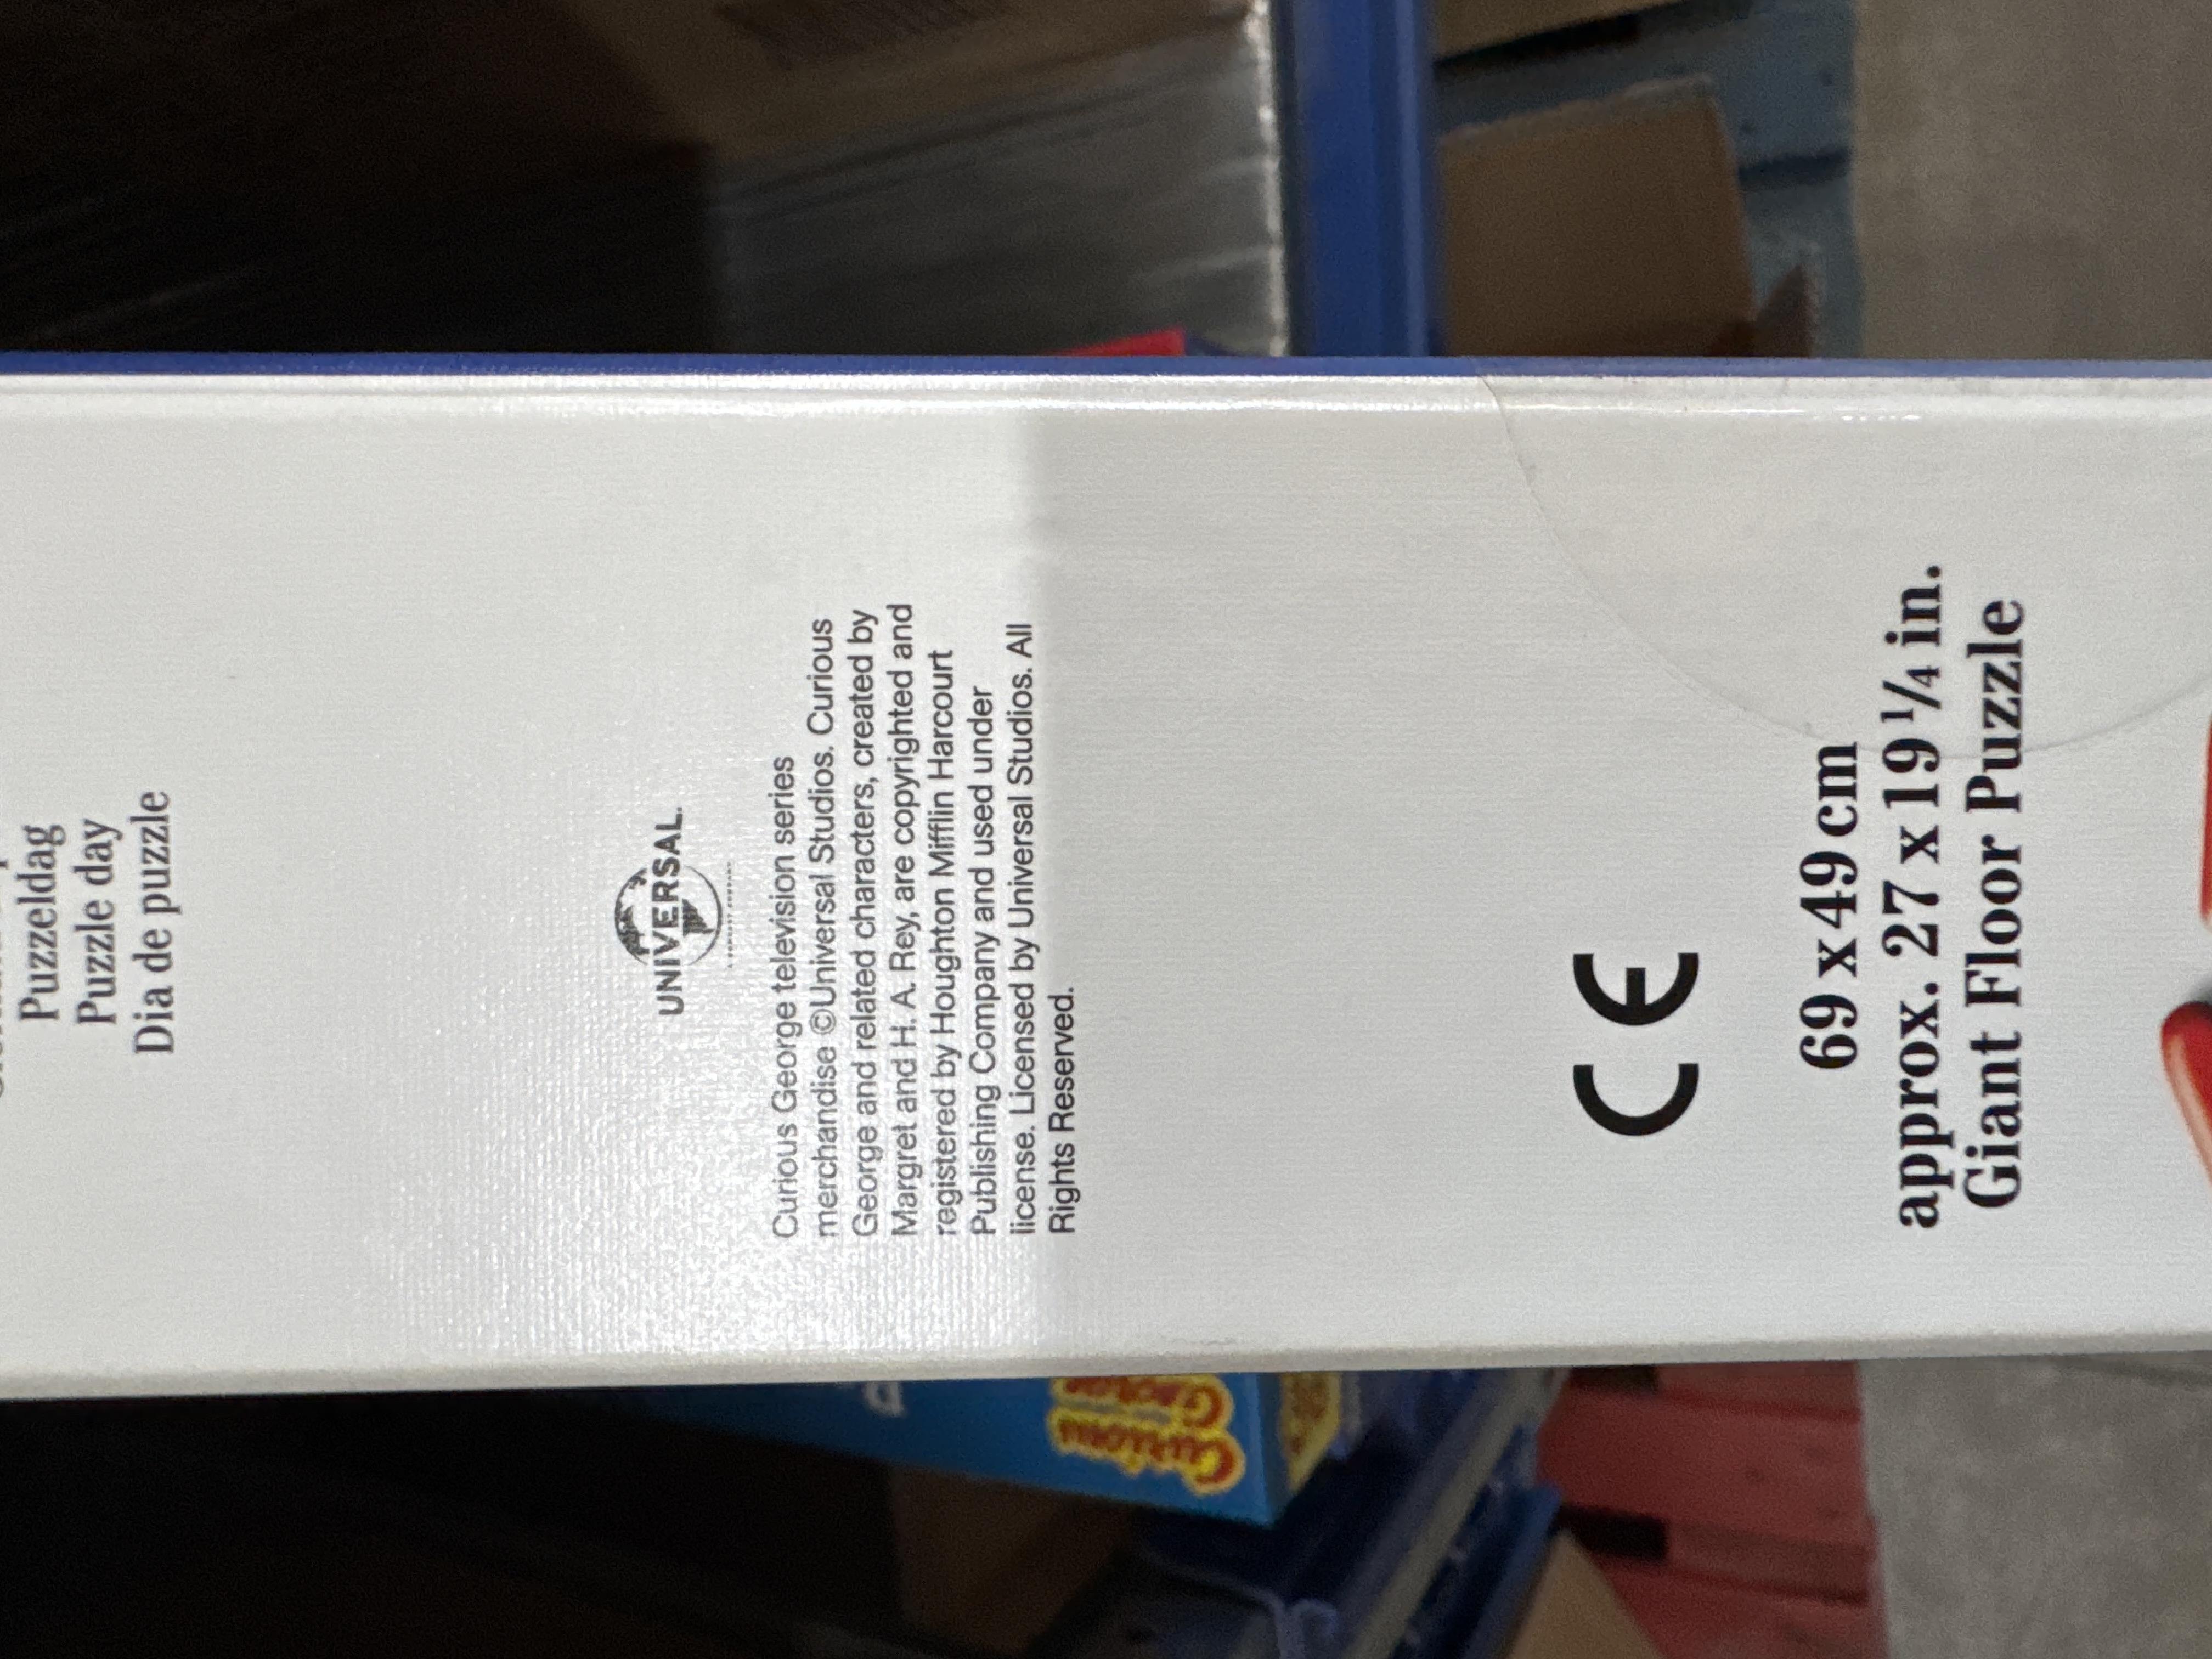 Puzzeldag
Puzzle day
Dia de puzzle
UNIVERSAL.
Curious George television series
merchandise ©Universal Studios. Curious
George and related characters, created by
Margret and H. A. Rey, are copyrighted and
registered by Houghton Mifflin Harcourt
Publishing Company and used under
license. Licensed by Universal Studios. All
Rights Reserved.
CE
69 x 49 cm
approx. 27 x 19 1/4 in.
Giant Floor Puzzle
Curious
George